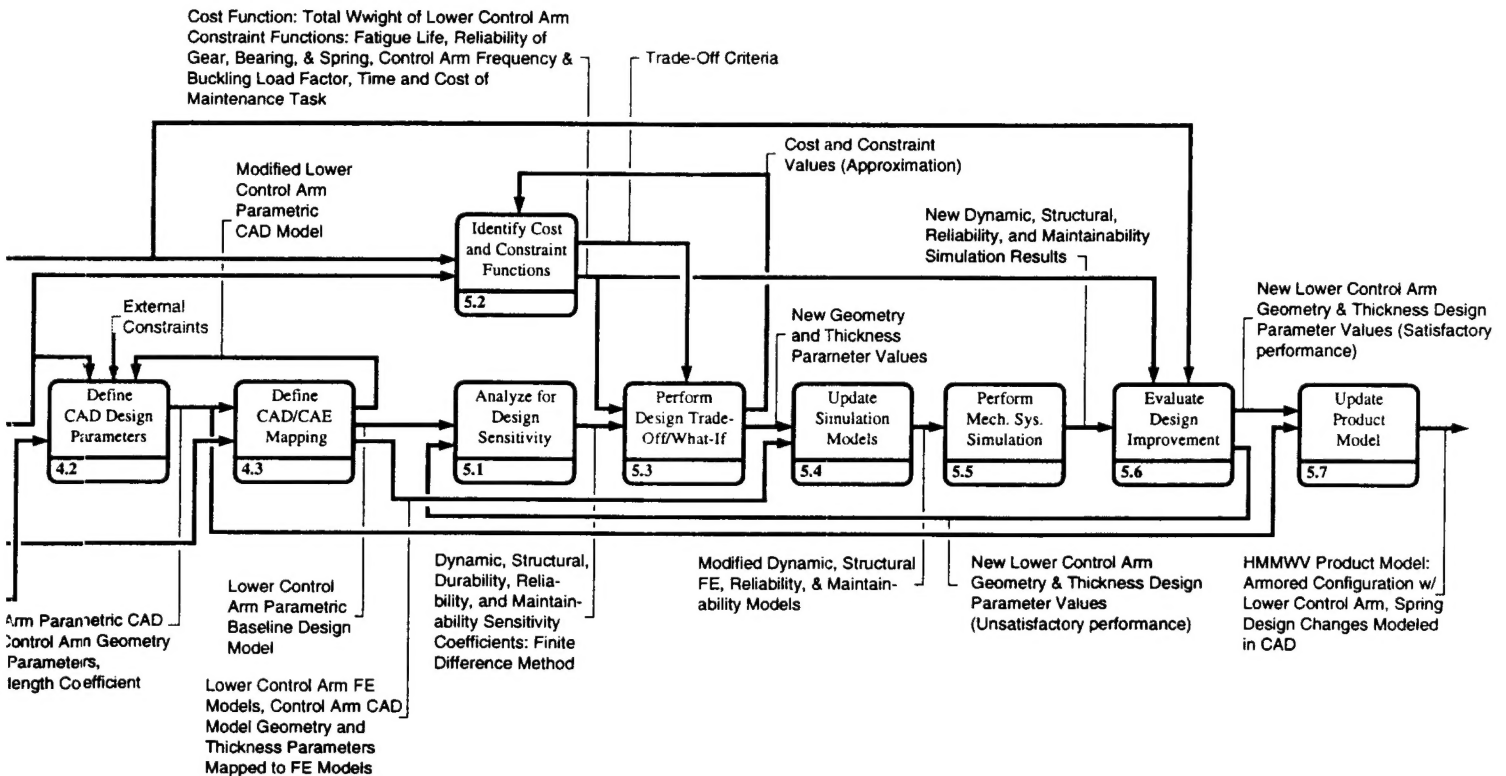 Cost Function: Total Wwight of Lower Control Arm
Constraint Functions: Fatigue Life, Reliability of
Gear, Bearing, & Spring, Control Arm Frequency &
Buckling Load Factor, Time and Cost of
Maintenance Task
Trade-Off Criteria
Cost and Constraint
Values (Approximation)
Modified Lower
Control Arm
Parametric
CAD Model
Identify Cost
and Constraint
Functions
5.2
New Dynamic, Structural,
Reliability, and Maintainability
Simulation Results
External
Constraints
New Geometry
and Thickness
Parameter Values
New Lower Control Arm
Geometry & Thickness Design
Parameter Values (Satisfactory
performance)
Define
CAD Design
Parameters
4.2
Define
CAD/CAE
Mapping
4.3
Analyze for
Design
Sensitivity
5.1
Perform
Design Trade-
Off/What-If
5.3
Update
Simulation
Models
5.4
Perform
Mech. Sys.
Simulation
5.5
Evaluate
Design
Improvement
5.6
Update
Product
Model
5.7
Arm Parametric CAD
Control Arm Geometry
Parameters,
length Coefficient
Lower Control
Arm Parametric
Baseline Design
Model
Lower Control Arm FE
Models, Control Arm CAD
Model Geometry and
Thickness Parameters
Mapped to FE Models
Dynamic, Structural,
Durability, Relia-
bility, and Maintain-
ability Sensitivity
Coefficients: Finite
Difference Method
Modified Dynamic, Structural
FE, Reliability, & Maintain-
ability Models
New Lower Control Arm
Geometry & Thickness Design
Parameter Values
(Unsatisfactory performance)
HMMWV Product Model:
Armored Configuration w/
Lower Control Arm, Spring
Design Changes Modeled
in CAD